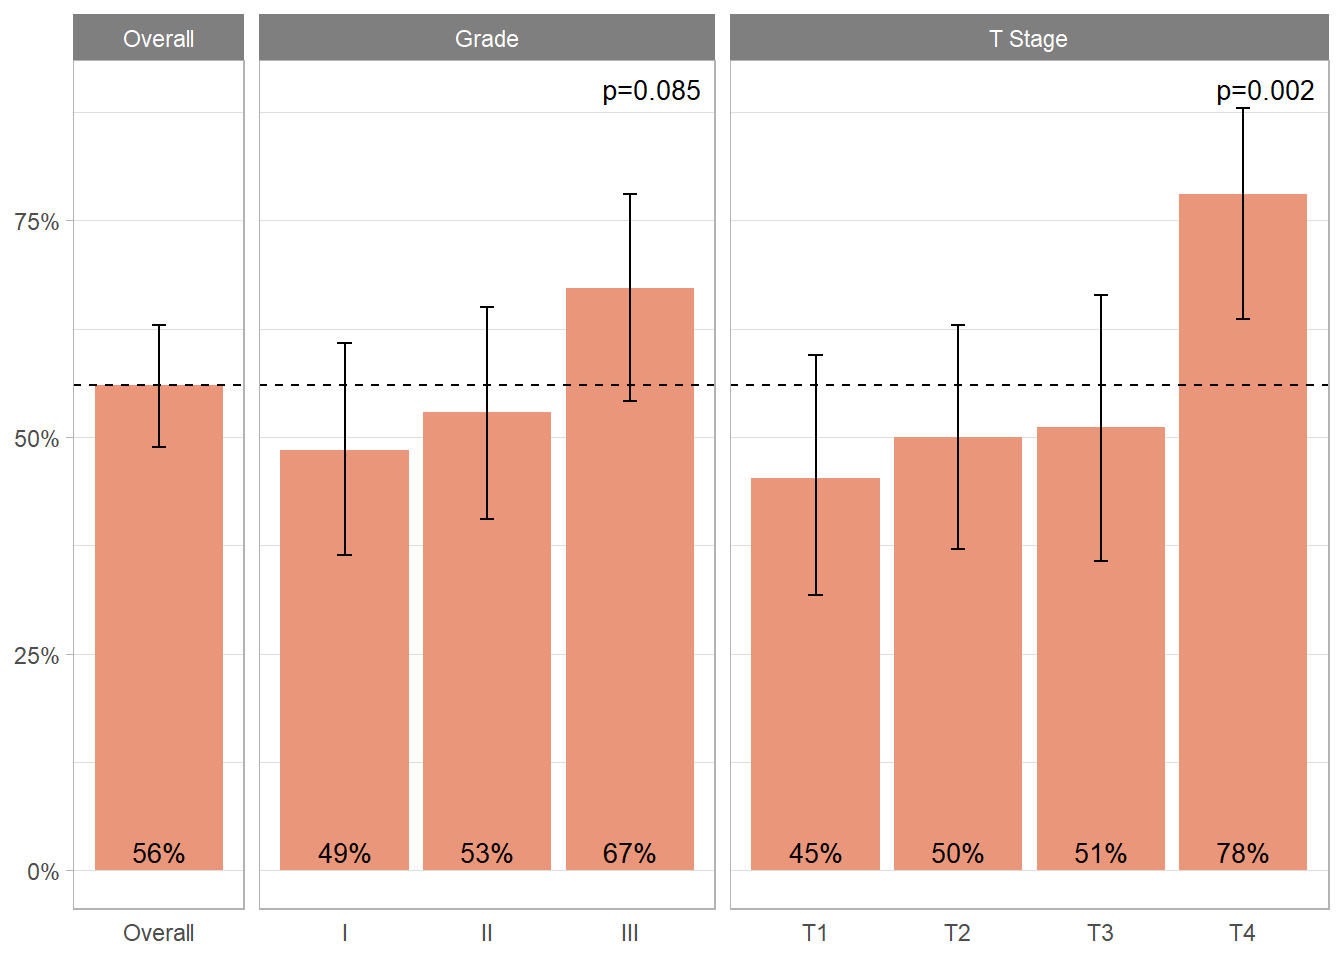 Overall
Grade
T Stage
p=0.085
p=0.002
75%
50%
25%
0%
56%
49%
53%
67%
45%
50%
51%
78%
Overall
I
II
III
T1
T2
T3
T4